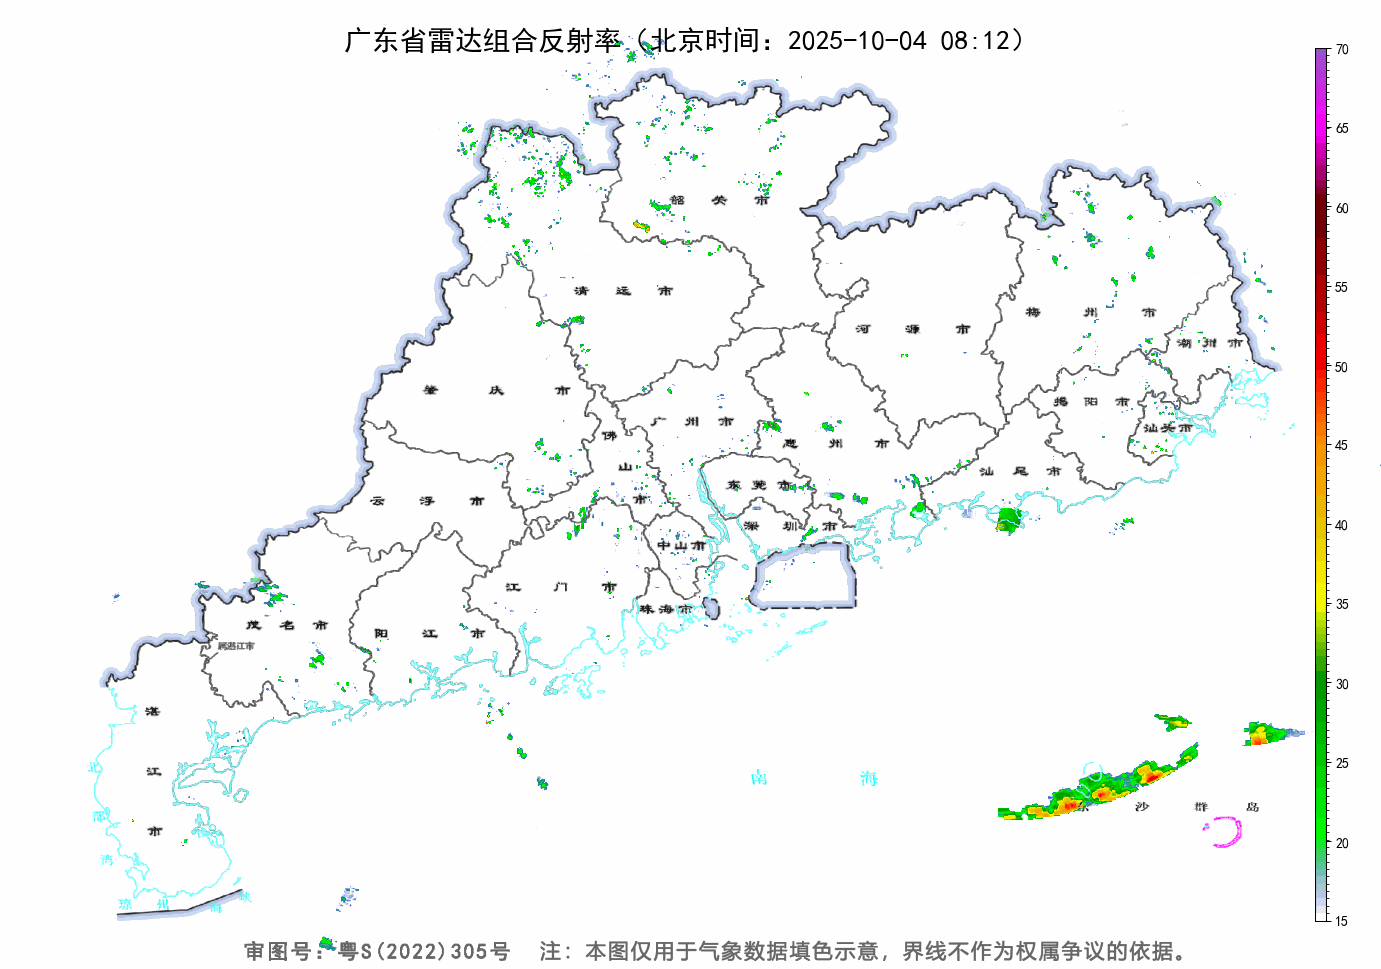 广东省雷达组合反射率（北京时间：2025-10-04 08:12）
70
65
60
55
50
45
40
35
30
25
20
15
韶关市
清远市
河源市
梅州市
潮州市
肇庆市
广州市
佛山市
惠州市
揭阳市
汕头市
云浮市
东莞市
汕尾市
深圳市
中山市
江门市
珠海市
茂名市
阳江市
属湛江市
湛江市
北部湾
南海
东沙群岛
琼州海峡
审图号：粤S(2022)305号 注：本图仅用于气象数据填色示意，界线不作为权属争议的依据。